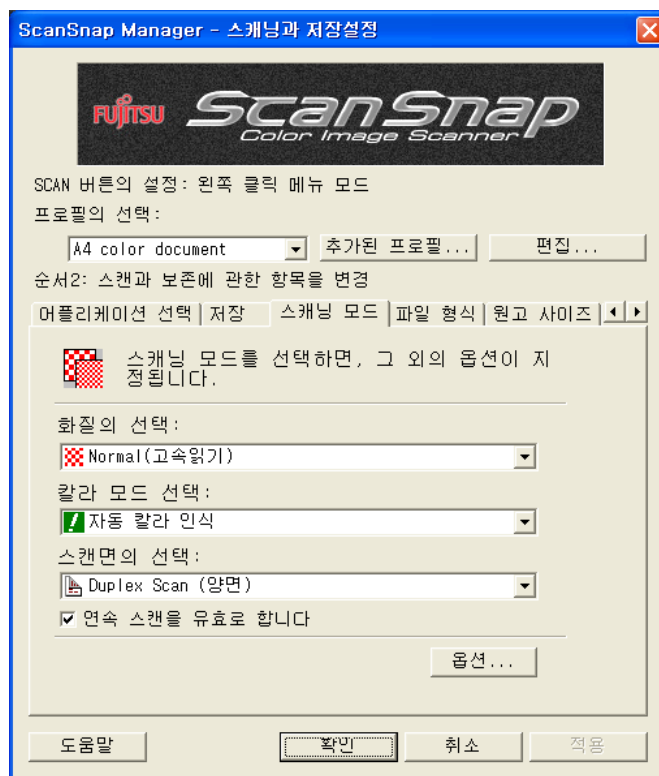 ScanSnap Manager - 스캐닝과 저장설정
FUJITSU ScanSnap
Color Image Scanner
SCAN 버튼의 설정: 왼쪽 클릭 메뉴 모드
프로필의 선택:
A4 color document 추가된 프로필... 편집...
순서2: 스캔과 보존에 관한 항목을 변경
어플리케이션 선택 저장 스캐닝 모드 파일 형식 원고 사이즈
스캐닝 모드를 선택하면, 그 외의 옵션이 지
정됩니다.
화질의 선택:
Normal(고속읽기)
칼라 모드 선택:
자동 칼라 인식
스캔면의 선택:
Duplex Scan (양면)
연속 스캔을 유효로 합니다
옵션...
도움말 확인 취소 적용